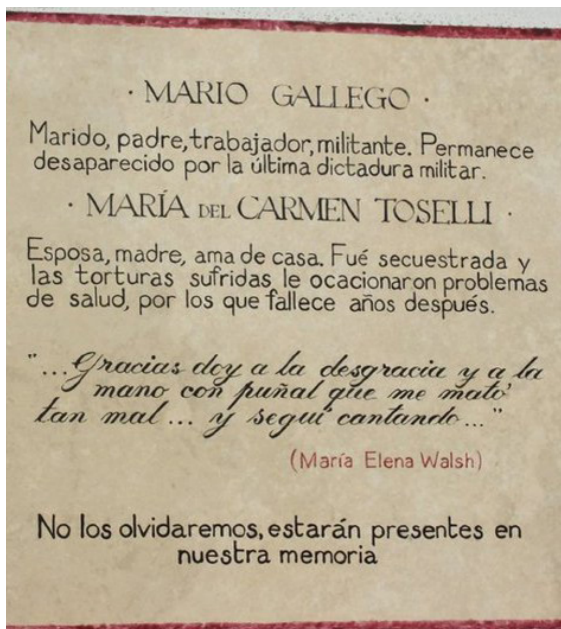 · MARIO GALLEGO ·
Marido, padre, trabajador, militante. Permanece
desaparecido por la última dictadura militar.
· MARÍA DEL CARMEN TOSELLI ·
Esposa, madre, ama de casa. Fué secuestrada y
las torturas sufridas le ocacionaron problemas
de salud, por los que fallece años después.
"...Gracias doy a la desgracia y a la
mano con puñal que me mató
tan mal... y seguí cantando..."
(María Elena Walsh)
No los olvidaremos, estarán presentes en
nuestra memoria